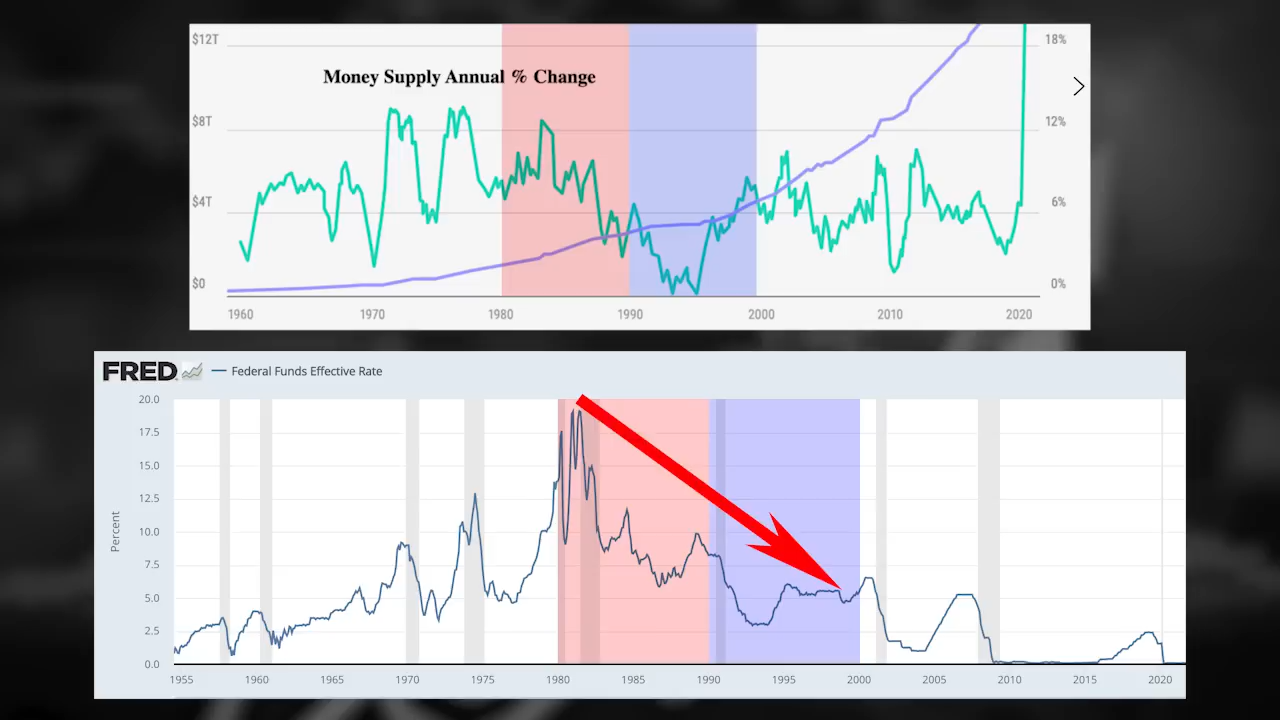 $12T 18%
Money Supply Annual % Change
$8T 12%
$4T 6%
$0 0%
1960 1970 1980 1990 2000 2010 2020
FRED Federal Funds Effective Rate
20.0
17.5
15.0
12.5
10.0
7.5
5.0
2.5
0.0
Percent
1955 1960 1965 1970 1975 1980 1985 1990 1995 2000 2005 2010 2015 2020